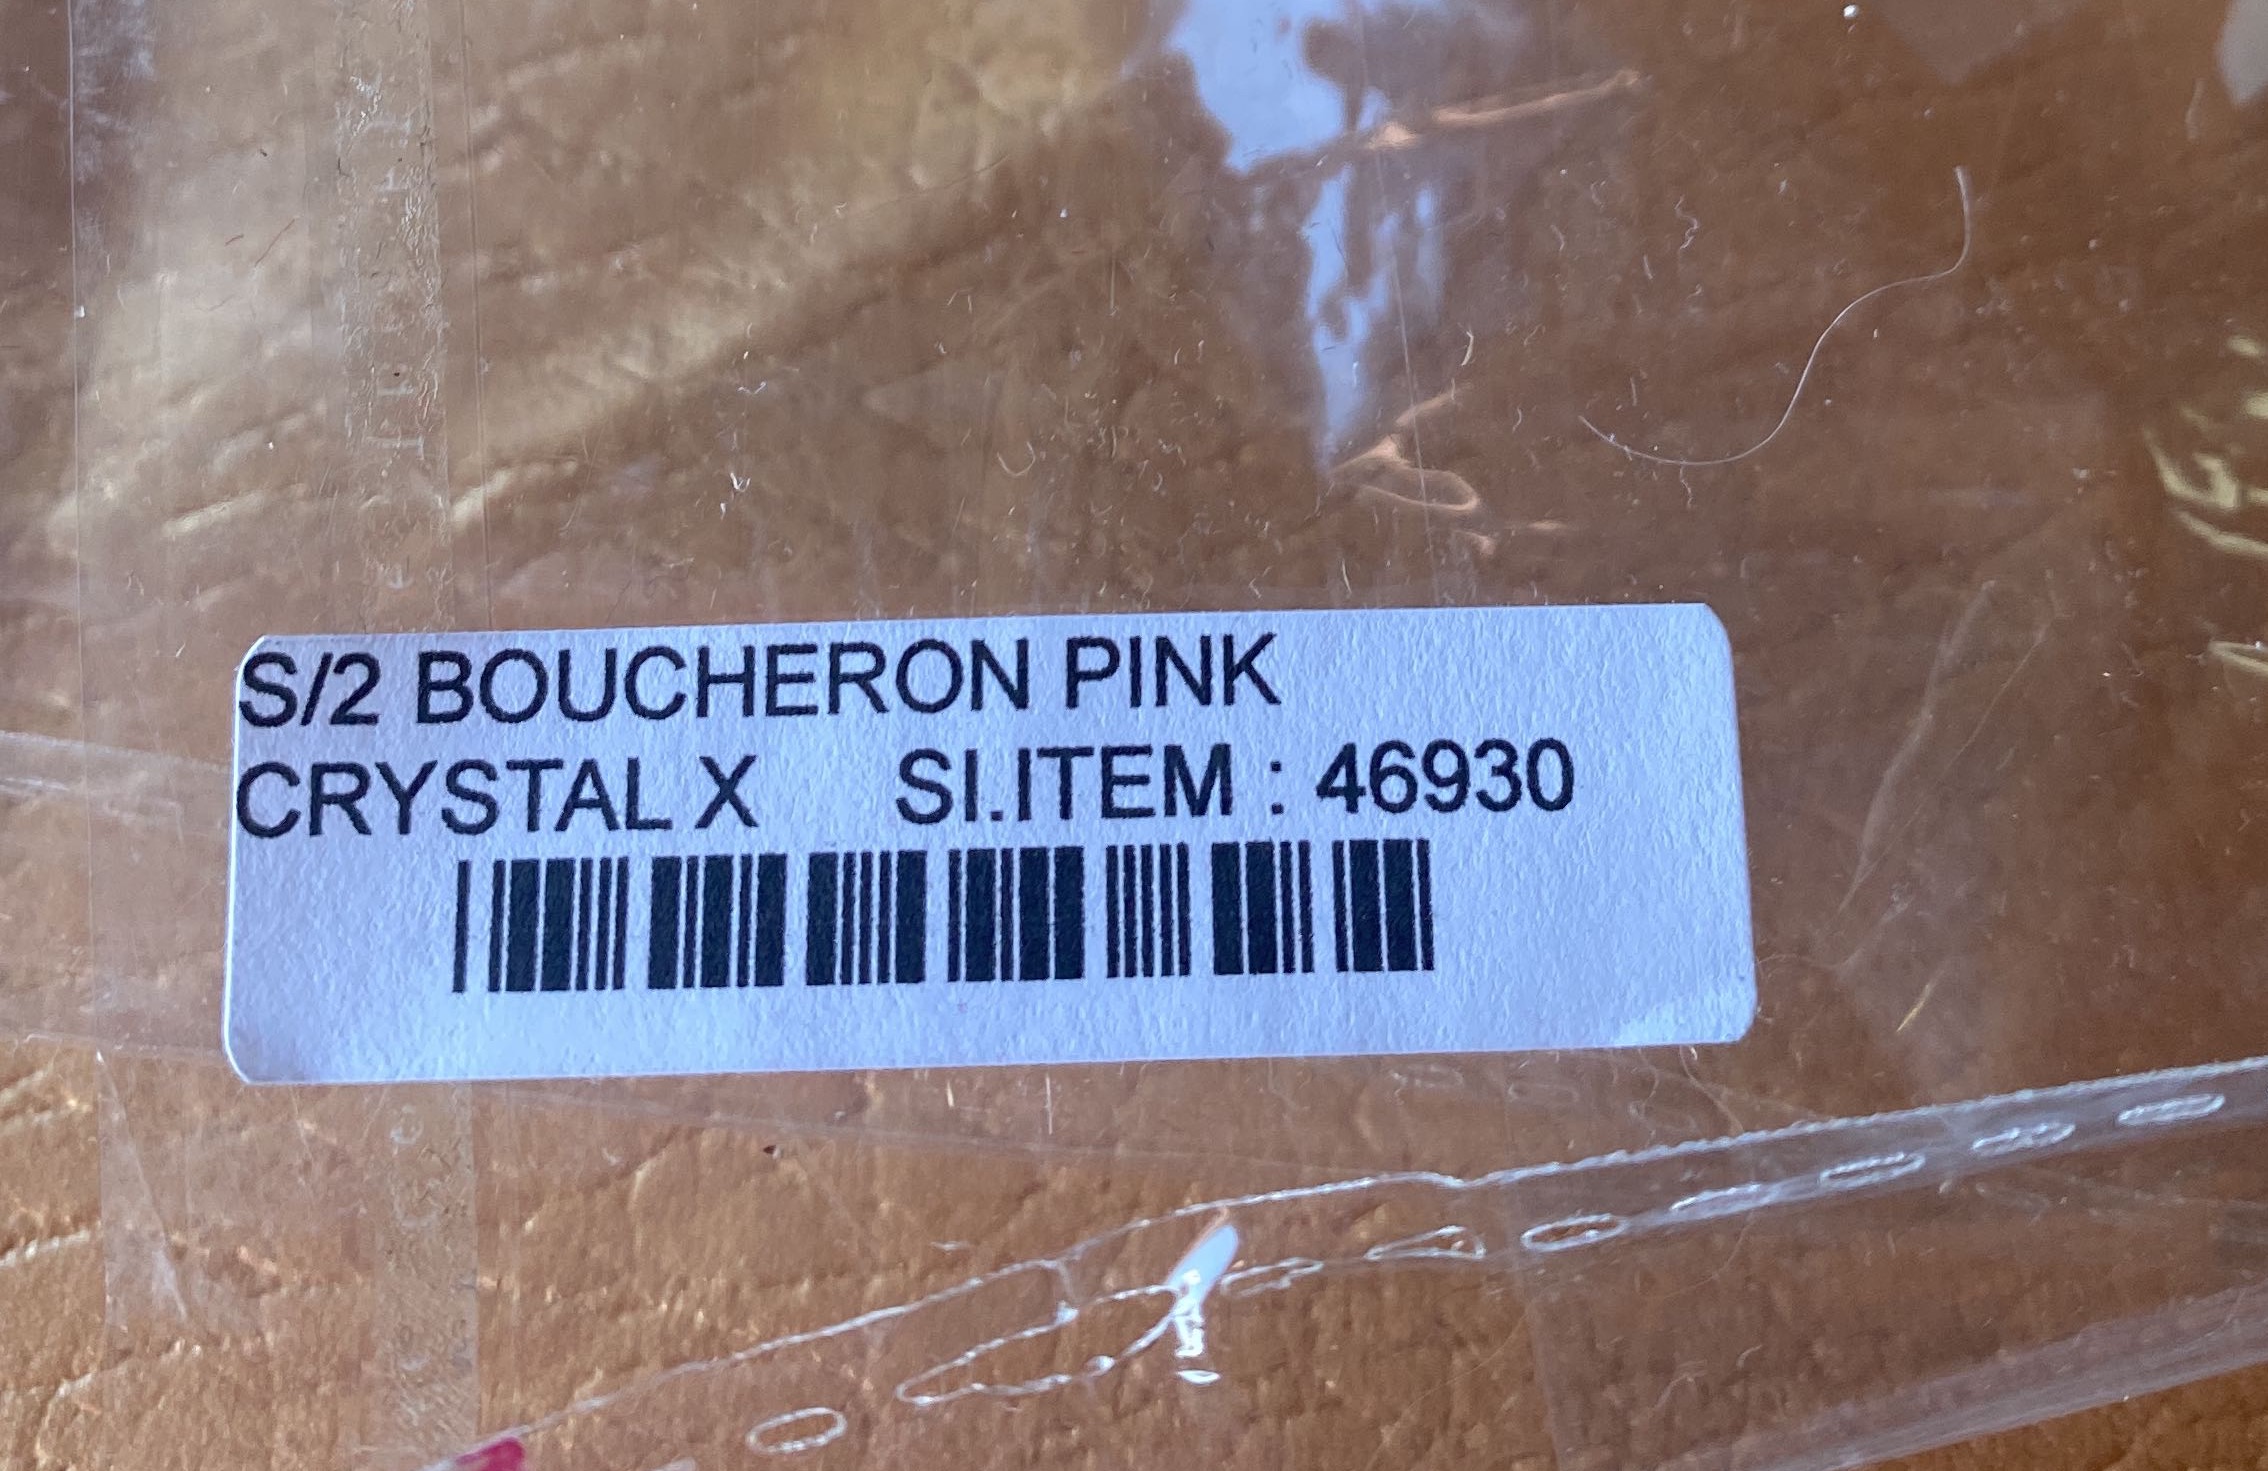 S/2 BOUCHERON PINK
CRYSTAL X SI.ITEM : 46930